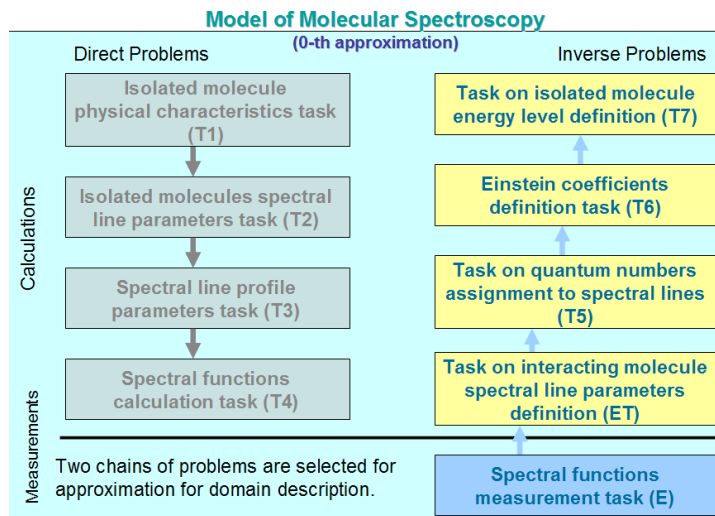 Model of Molecular Spectroscopy
(0-th approximation)
Direct Problems
Inverse Problems
Calculations
Measurements
Isolated molecule
physical characteristics task
(T1)
Isolated molecules spectral
line parameters task (T2)
Spectral line profile
parameters task (T3)
Spectral functions
calculation task (T4)
Task on isolated molecule
energy level definition (T7)
Einstein coefficients
definition task (T6)
Task on quantum numbers
assignment to spectral lines
(T5)
Task on interacting molecule
spectral line parameters
definition (ET)
Two chains of problems are selected for
approximation for domain description.
Spectral functions
measurement task (E)